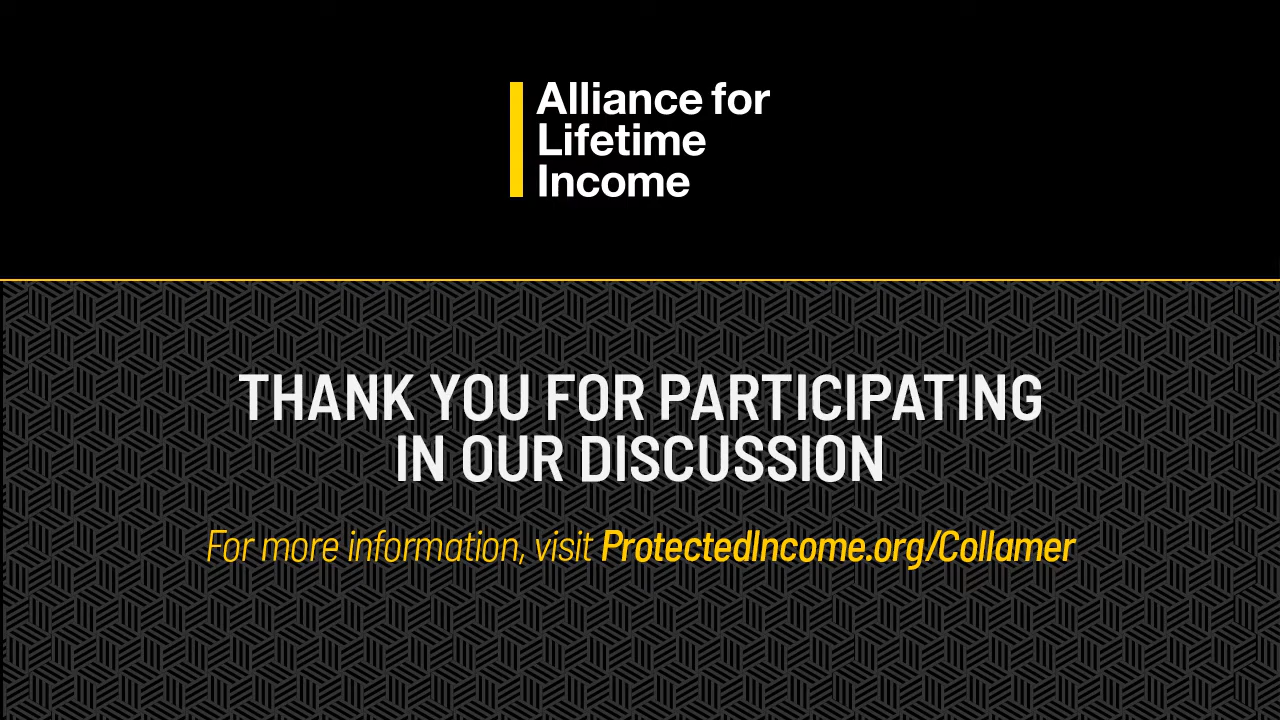 Alliance for
Lifetime
Income
THANK YOU FOR PARTICIPATING
IN OUR DISCUSSION
For more information, visit ProtectedIncome.org/Collamer